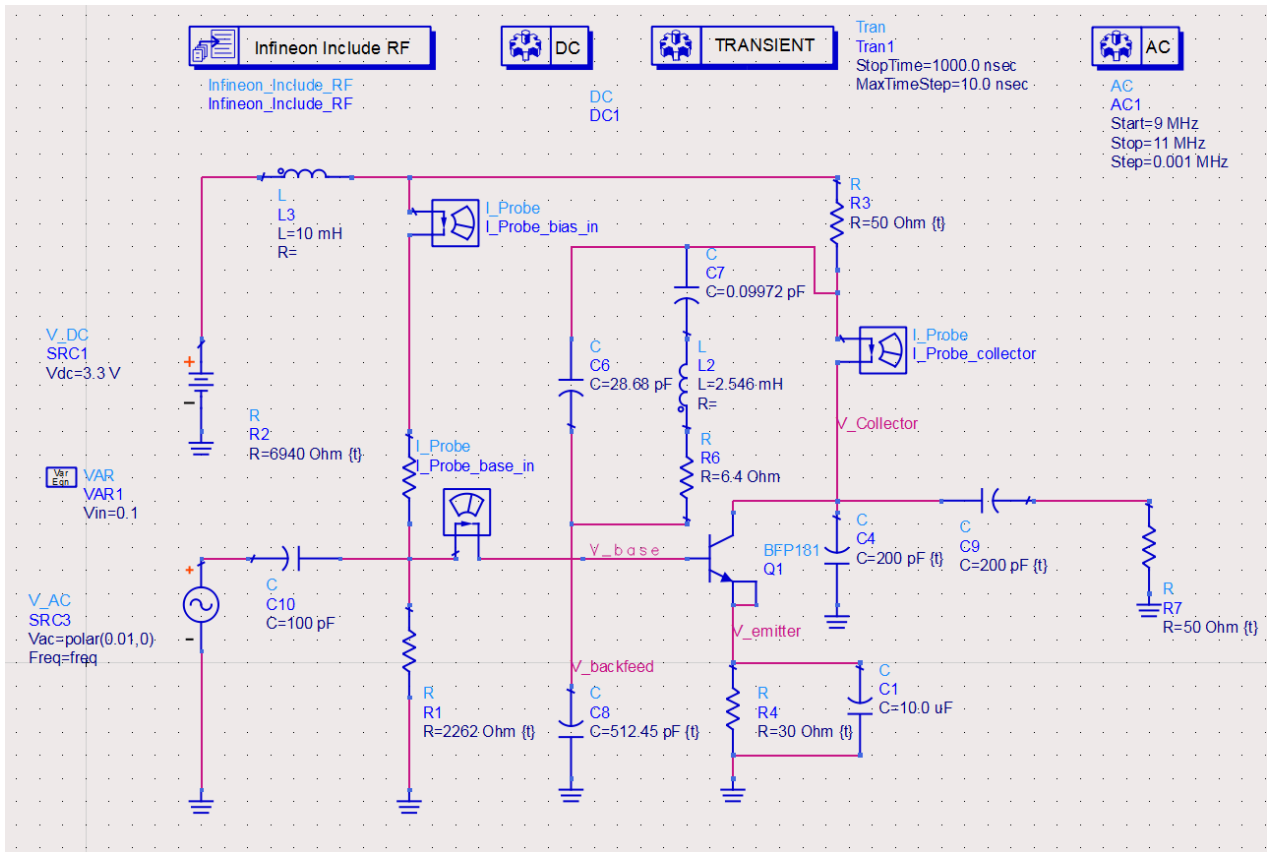 Infineon Include RF
Infineon_Include_RF
Infineon_Include_RF
DC
DC
DC1
TRANSIENT
Tran
Tran1
StopTime=1000.0 nsec
MaxTimeStep=10.0 nsec
AC
AC
AC1
Start=9 MHz
Stop=11 MHz
Step=0.001 MHz
L
L3
L=10 mH
R=
I_Probe
I_Probe_bias_in
R
R3
R=50 Ohm {t}
C
C7
C=0.09972 pF
V_DC
SRC1
Vdc=3.3 V
C
C6
C=28.68 pF
L
L2
L=2.546 mH
R=
I_Probe
I_Probe_collector
R
R2
R=6940 Ohm {t}
I_Probe
I_Probe_base_in
R
R6
R=6.4 Ohm
V_Collector
Var
Eqn
VAR
VAR1
Vin=0.1
V_base
BFP181
Q1
C
C4
C=200 pF {t}
C
C9
C=200 pF {t}
V_AC
SRC3
Vac=polar(0.01,0)
Freq=freq
C
C10
C=100 pF
R
R7
R=50 Ohm {t}
V_emitter
V_backfeed
R
R1
R=2262 Ohm {t}
C
C8
C=512.45 pF {t}
R
R4
R=30 Ohm {t}
C
C1
C=10.0 uF